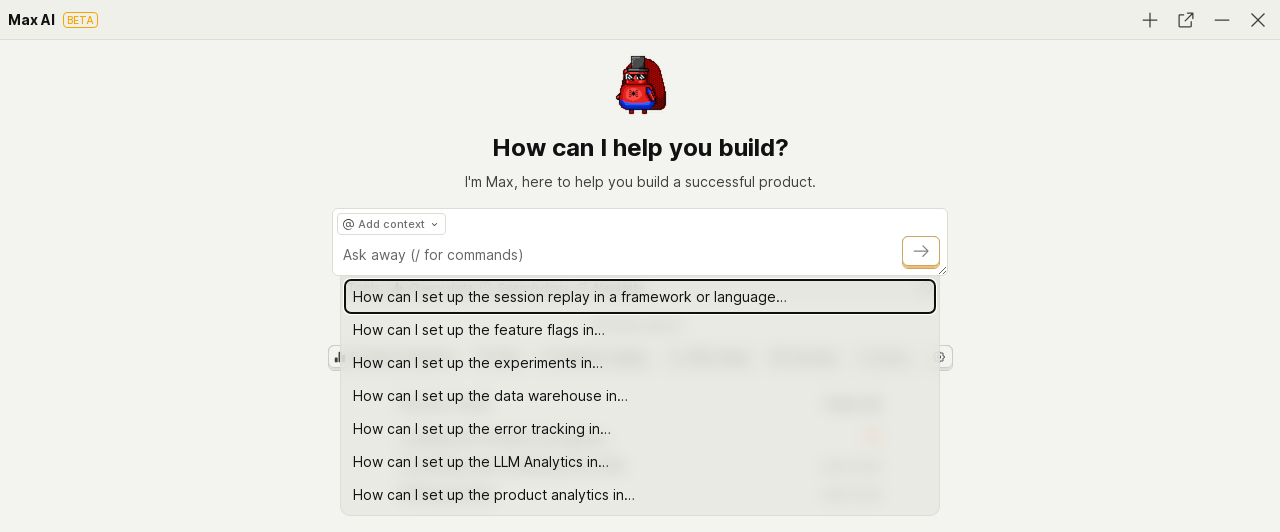 Max AI BETA
How can I help you build?
I'm Max, here to help you build a successful product.
@ Add context
Ask away (/ for commands)
How can I set up the session replay in a framework or language…
How can I set up the feature flags in…
How can I set up the experiments in…
How can I set up the data warehouse in…
How can I set up the error tracking in…
How can I set up the LLM Analytics in…
How can I set up the product analytics in…